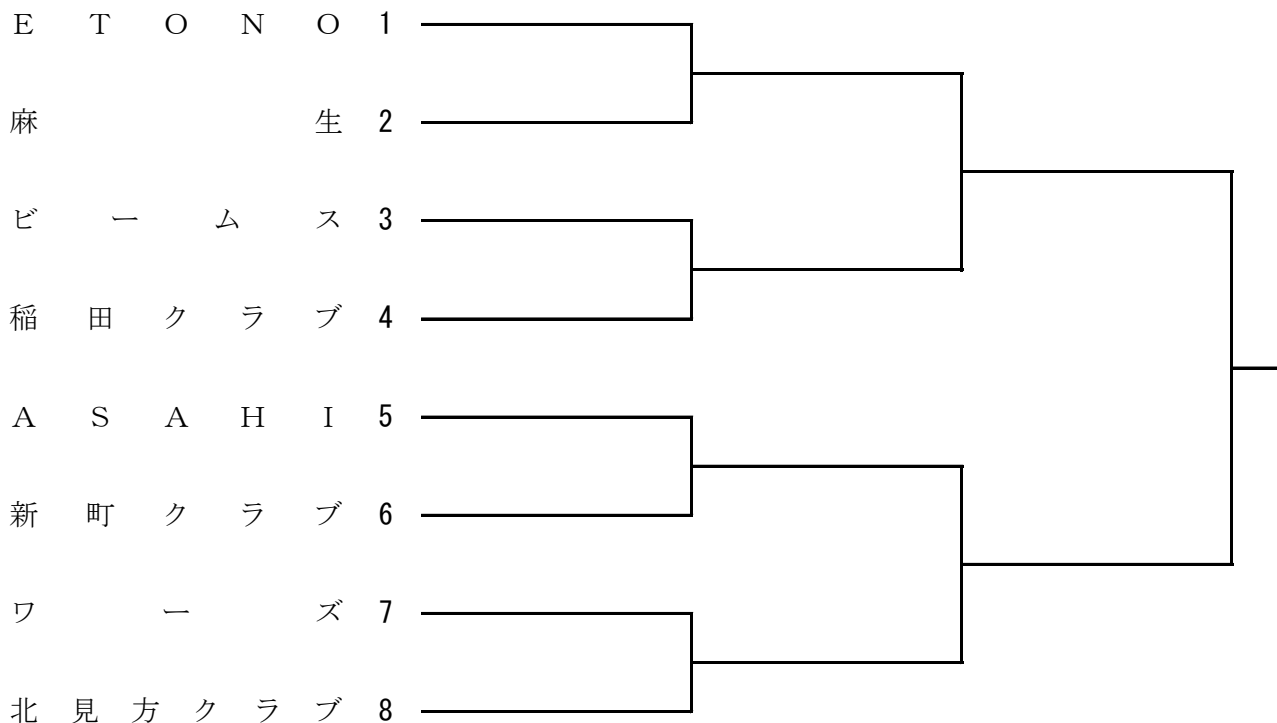 ETONO 1
麻生 2
ビームス 3
稲田クラブ 4
ASAHI 5
新町クラブ 6
ワーズ 7
北見方クラブ 8